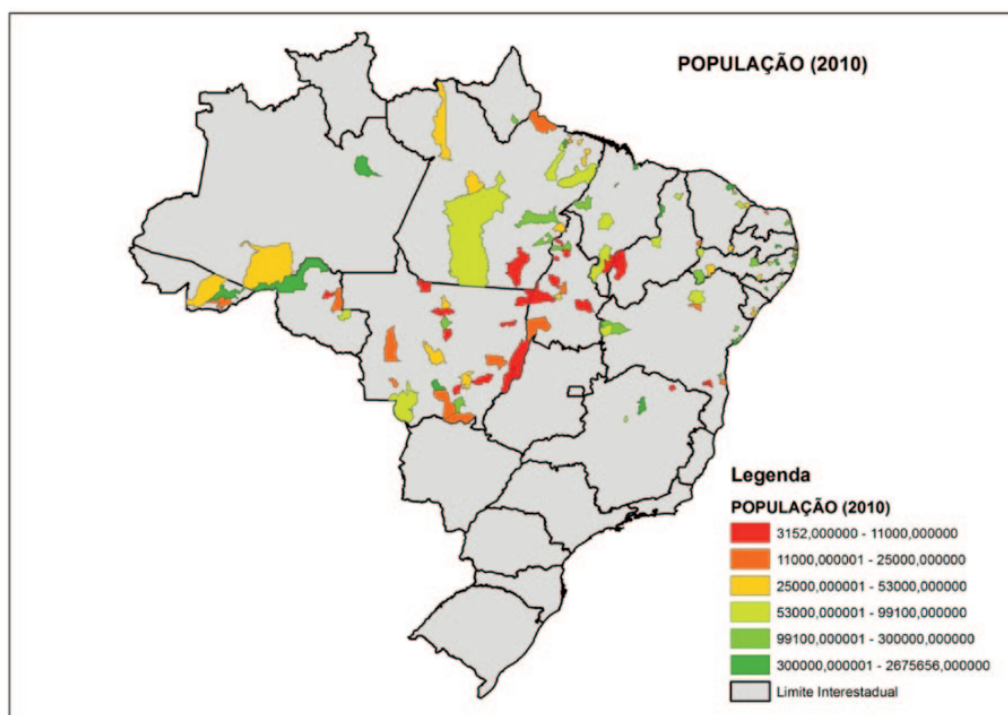 POPULAÇÃO (2010)
Legenda
POPULAÇÃO (2010)
3152,000000 - 11000,000000
11000,000001 - 25000,000000
25000,000001 - 53000,000000
53000,000001 - 99100,000000
99100,000001 - 300000,000000
300000,000001 - 2675656,000000
Limite Interestadual